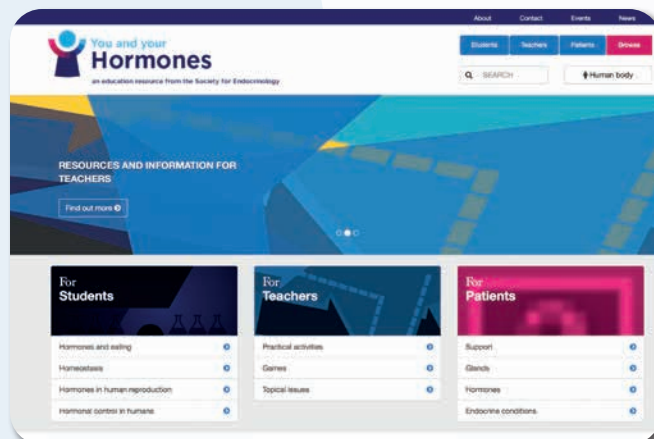 About Contact Events News
You and your
Hormones
an education resource from the Society for Endocrinology
Students Teachers Patients Browse
SEARCH Human body
RESOURCES AND INFORMATION FOR
TEACHERS
Find out more
For
Students
Hormones and eating
Homeostasis
Hormones in human reproduction
Hormonal control in humans
For
Teachers
Practical activities
Games
Topical issues
For
Patients
Support
Glands
Hormones
Endocrine conditions